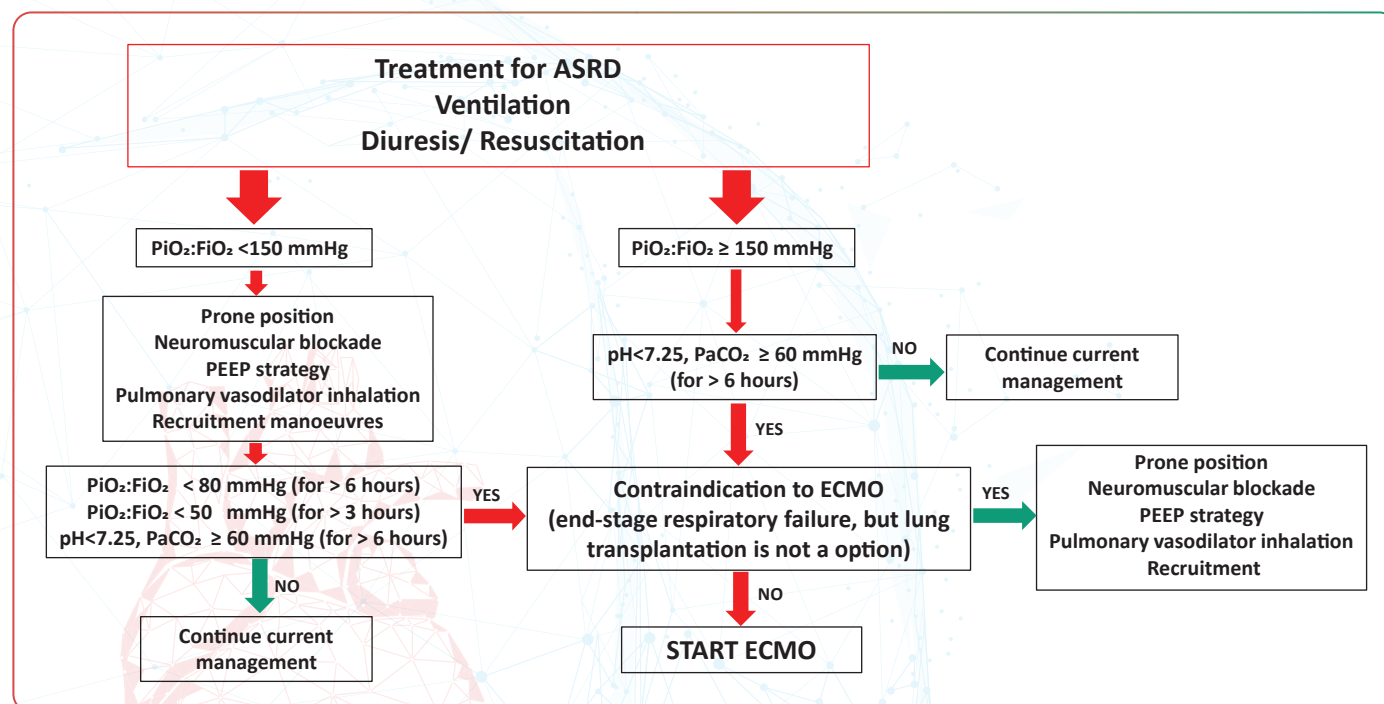 Treatment for ASRD
Ventilation
Diuresis/ Resuscitation
PiO₂:FiO₂ <150 mmHg
PiO₂:FiO₂ ≥ 150 mmHg
Prone position
Neuromuscular blockade
PEEP strategy
Pulmonary vasodilator inhalation
Recruitment manoeuvres
pH<7.25, PaCO₂ ≥ 60 mmHg
(for > 6 hours)
NO
Continue current
management
YES
PiO₂:FiO₂ < 80 mmHg (for > 6 hours)
PiO₂:FiO₂ < 50 mmHg (for > 3 hours)
pH<7.25, PaCO₂ ≥ 60 mmHg (for > 6 hours)
YES
Contraindication to ECMO
(end-stage respiratory failure, but lung
transplantation is not a option)
YES
Prone position
Neuromuscular blockade
PEEP strategy
Pulmonary vasodilator inhalation
Recruitment
NO
Continue current
management
NO
START ECMO